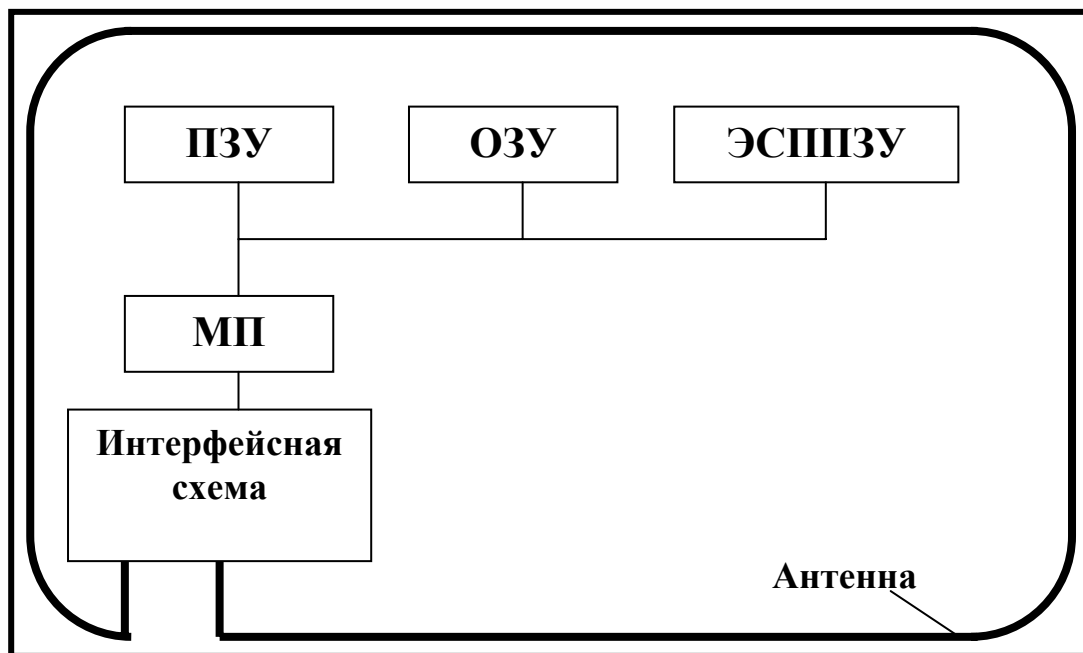 ПЗУ
ОЗУ
ЭСППЗУ
МП
Интерфейсная
схема
Антенна